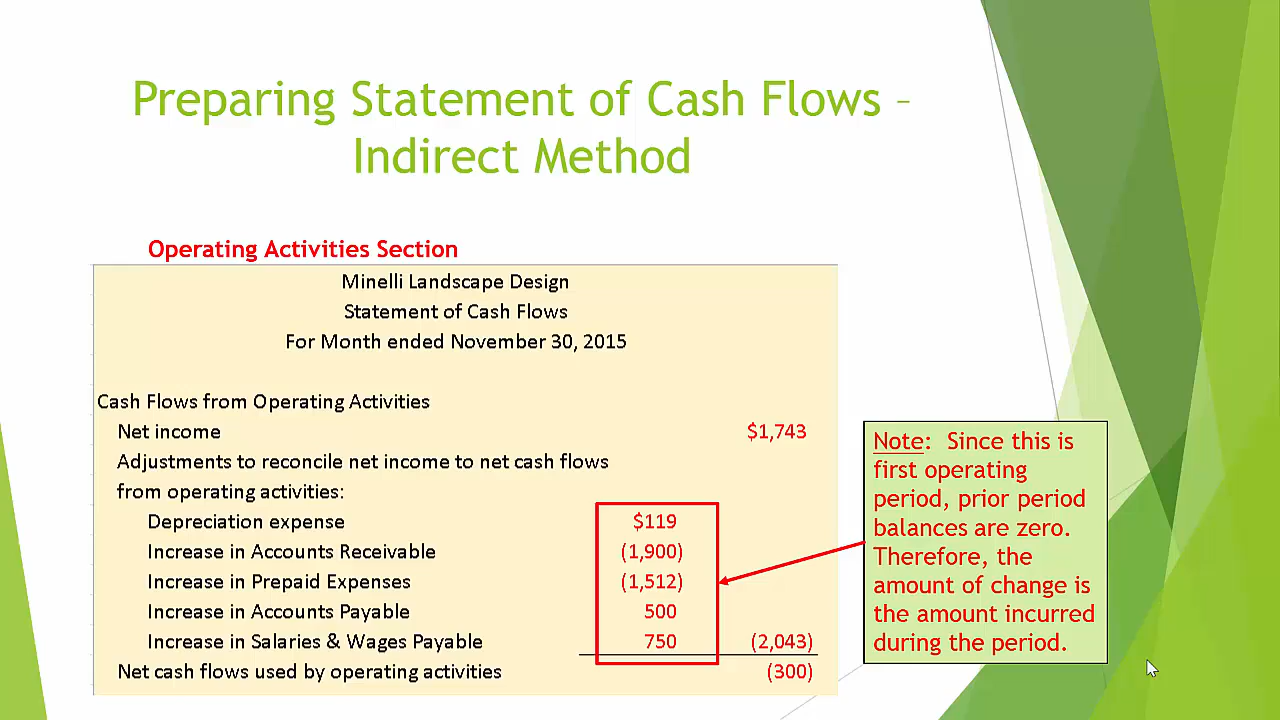 Preparing Statement of Cash Flows –
Indirect Method
Operating Activities Section
Minelli Landscape Design
Statement of Cash Flows
For Month ended November 30, 2015
Cash Flows from Operating Activities
Net income $1,743
Adjustments to reconcile net income to net cash flows
from operating activities:
Depreciation expense $119
Increase in Accounts Receivable (1,900)
Increase in Prepaid Expenses (1,512)
Increase in Accounts Payable 500
Increase in Salaries & Wages Payable 750 (2,043)
Net cash flows used by operating activities (300)
Note: Since this is
first operating
period, prior period
balances are zero.
Therefore, the
amount of change is
the amount incurred
during the period.